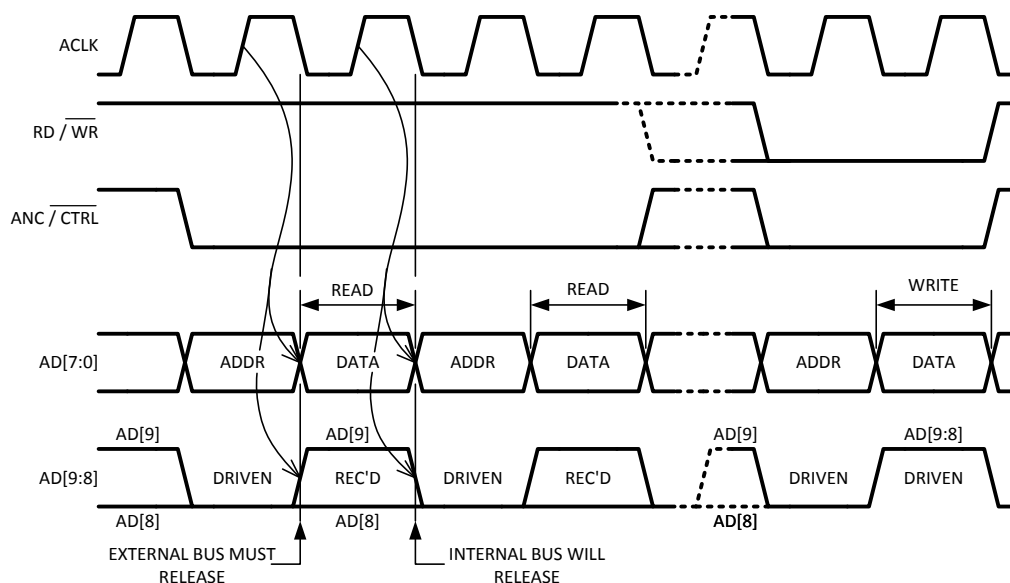 ACLK
RD / WR
ANC / CTRL
READ
READ
WRITE
AD[7:0]
ADDR
DATA
ADDR
DATA
ADDR
DATA
AD[9]
AD[9]
AD[9]
AD[9:8]
AD[9:8]
DRIVEN
REC'D
DRIVEN
REC'D
DRIVEN
DRIVEN
AD[8]
AD[8]
AD[8]
EXTERNAL BUS MUST
RELEASE
INTERNAL BUS WILL
RELEASE